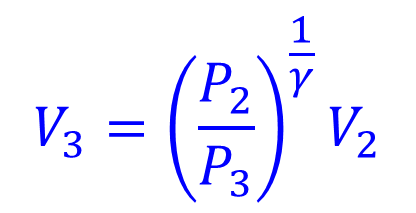 V₃ = (P₂/P₃)^(1/γ) V₂